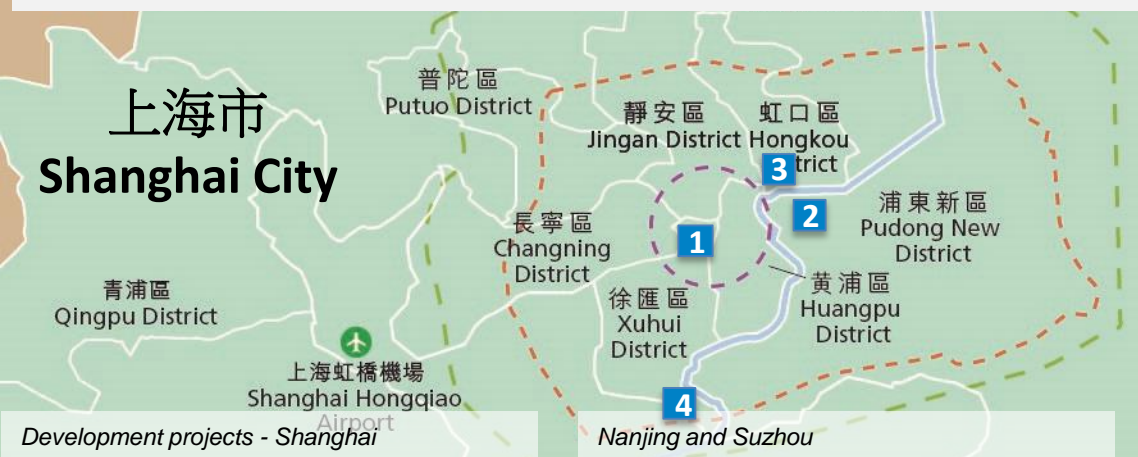 上海市
Shanghai City
普陀區
Putuo District
靜安區
Jingan District
虹口區
Hongkou
trict
3
2
浦東新區
Pudong New
District
長寧區
Changning
District
1
黄浦區
Huangpu
District
青浦區
Qingpu District
徐匯區
Xuhui
District
上海虹橋機場
Shanghai Hongqiao
Airport
4
Development projects - Shanghai
Nanjing and Suzhou